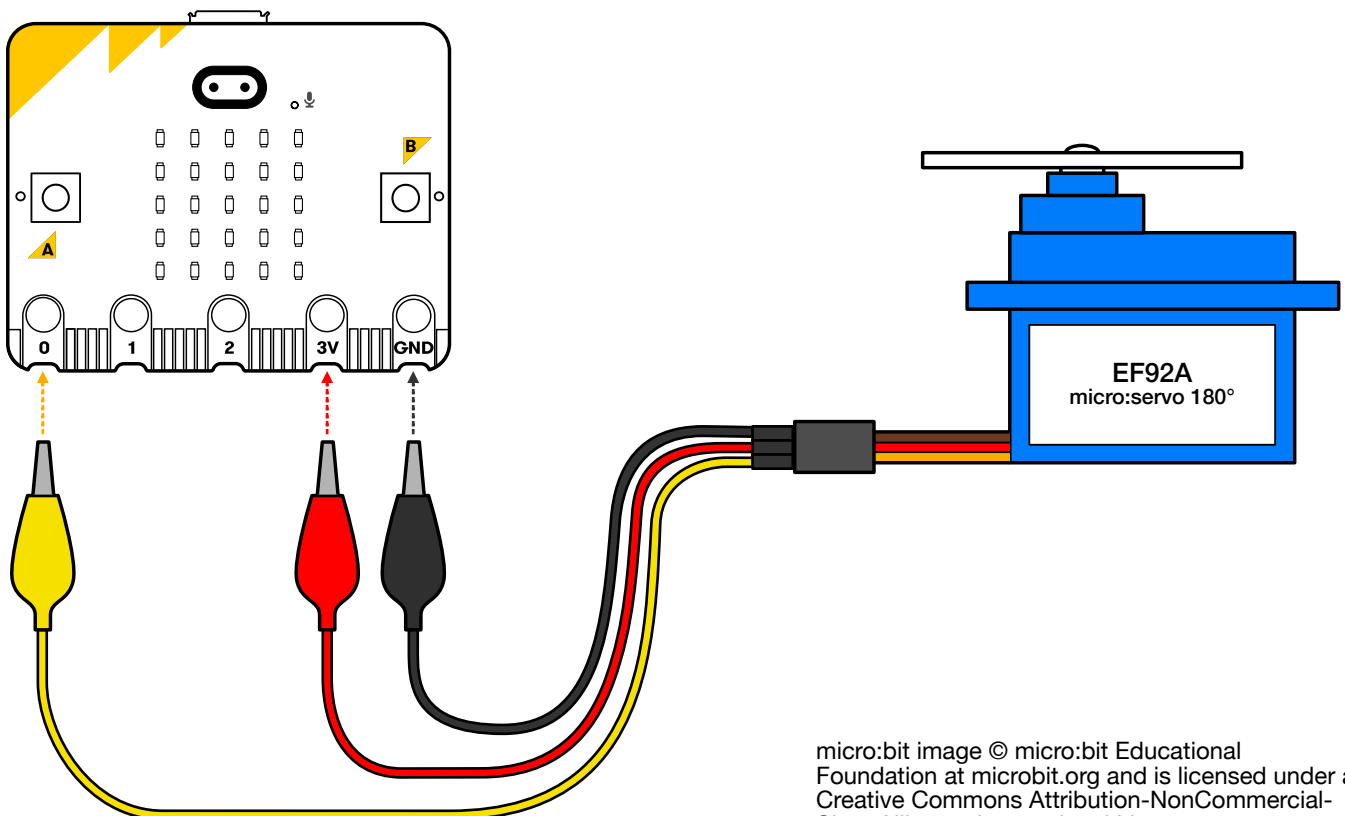 B
A
0
1
2
3V
GND
EF92A
micro:servo 180°
micro:bit image © micro:bit Educational
Foundation at microbit.org and is licensed under a
Creative Commons Attribution-NonCommercial-